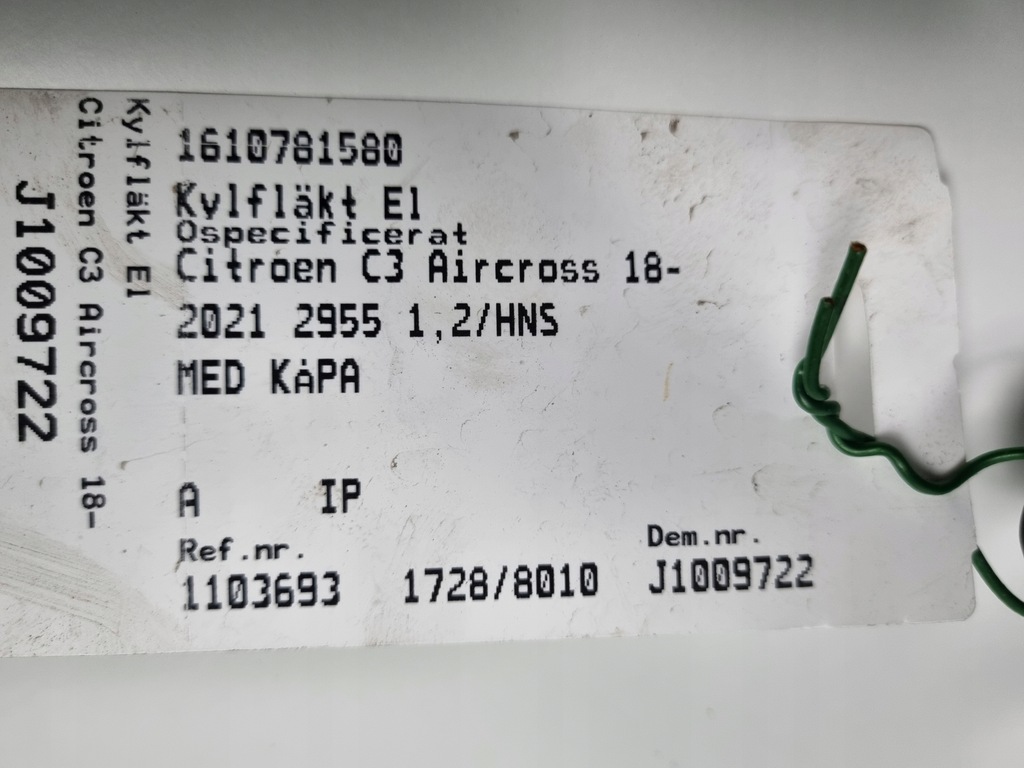 1610781580
Kylfläkt El
Ospecificerat
Citroen C3 Aircross 18-
2021 2955 1,2/HNS
MED KÅPA
A IP
Ref.nr. Dem.nr.
1103693 1728/8010 J1009722
Kylfläkt El
Citroen C3 Aircross 18-
J1009722